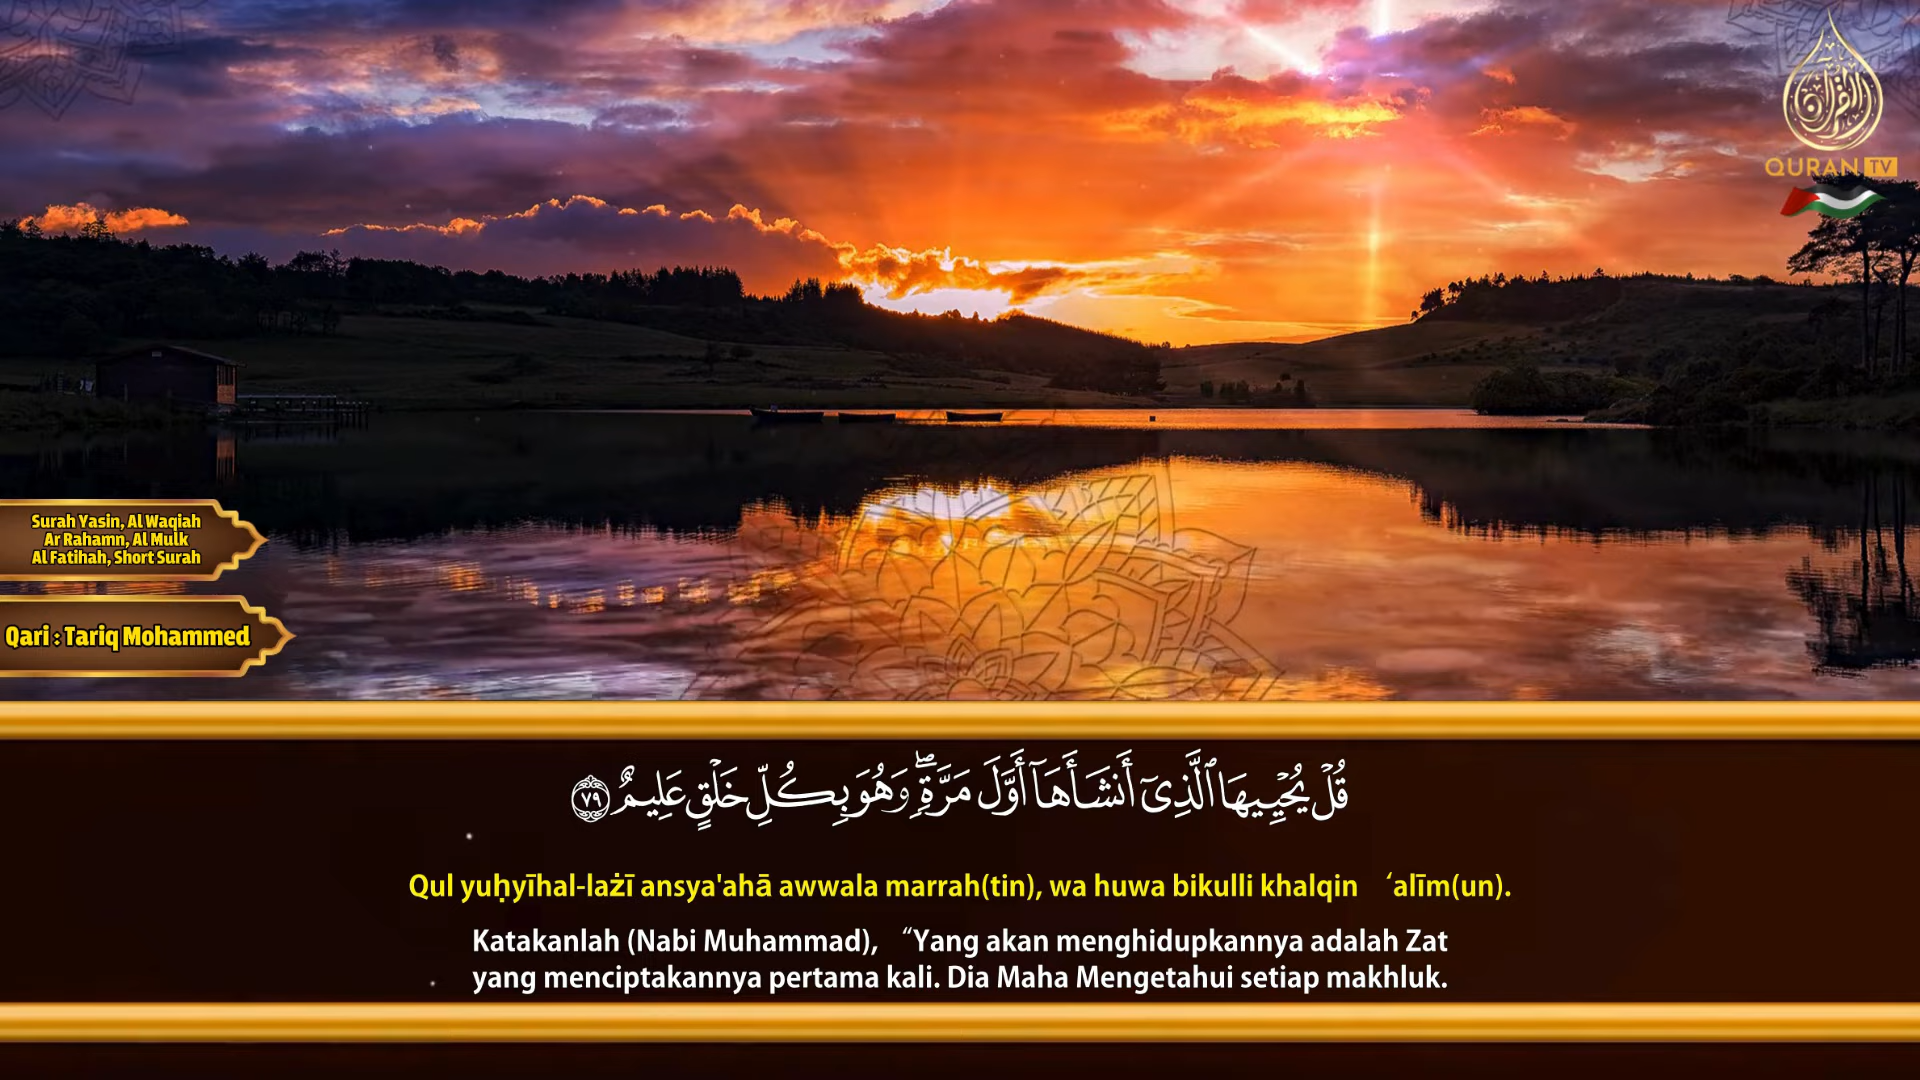 القرآن
QURAN TV
Surah Yasin, Al Waqiah
Ar Rahamn, Al Mulk
Al Fatihah, Short Surah
Qari : Tariq Mohammed
قُلْ يُحْيِيهَا ٱلَّذِىٓ أَنشَأَهَآ أَوَّلَ مَرَّةٍۖ وَهُوَ بِكُلِّ خَلْقٍ عَلِيمٌ ٧٩
Qul yuḥyīhal-lażī ansya'ahā awwala marrah(tin), wa huwa bikulli khalqin ‘alīm(un).
Katakanlah (Nabi Muhammad), “Yang akan menghidupkannya adalah Zat
yang menciptakannya pertama kali. Dia Maha Mengetahui setiap makhluk.